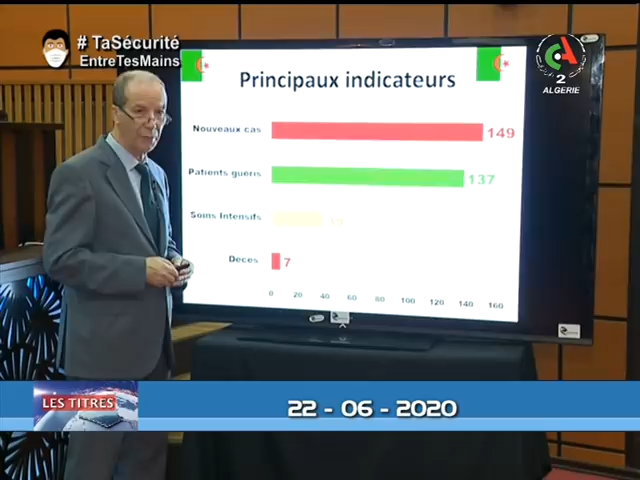 # TaSécurité
EntreTesMains
2
ALGERIE
Principaux indicateurs
Nouveaux cas
149
Patients guéris
137
Soins Intensifs
Décès
7
0 20 40 60 80 100 120 140 160
LES TITRES
22 - 06 - 2020